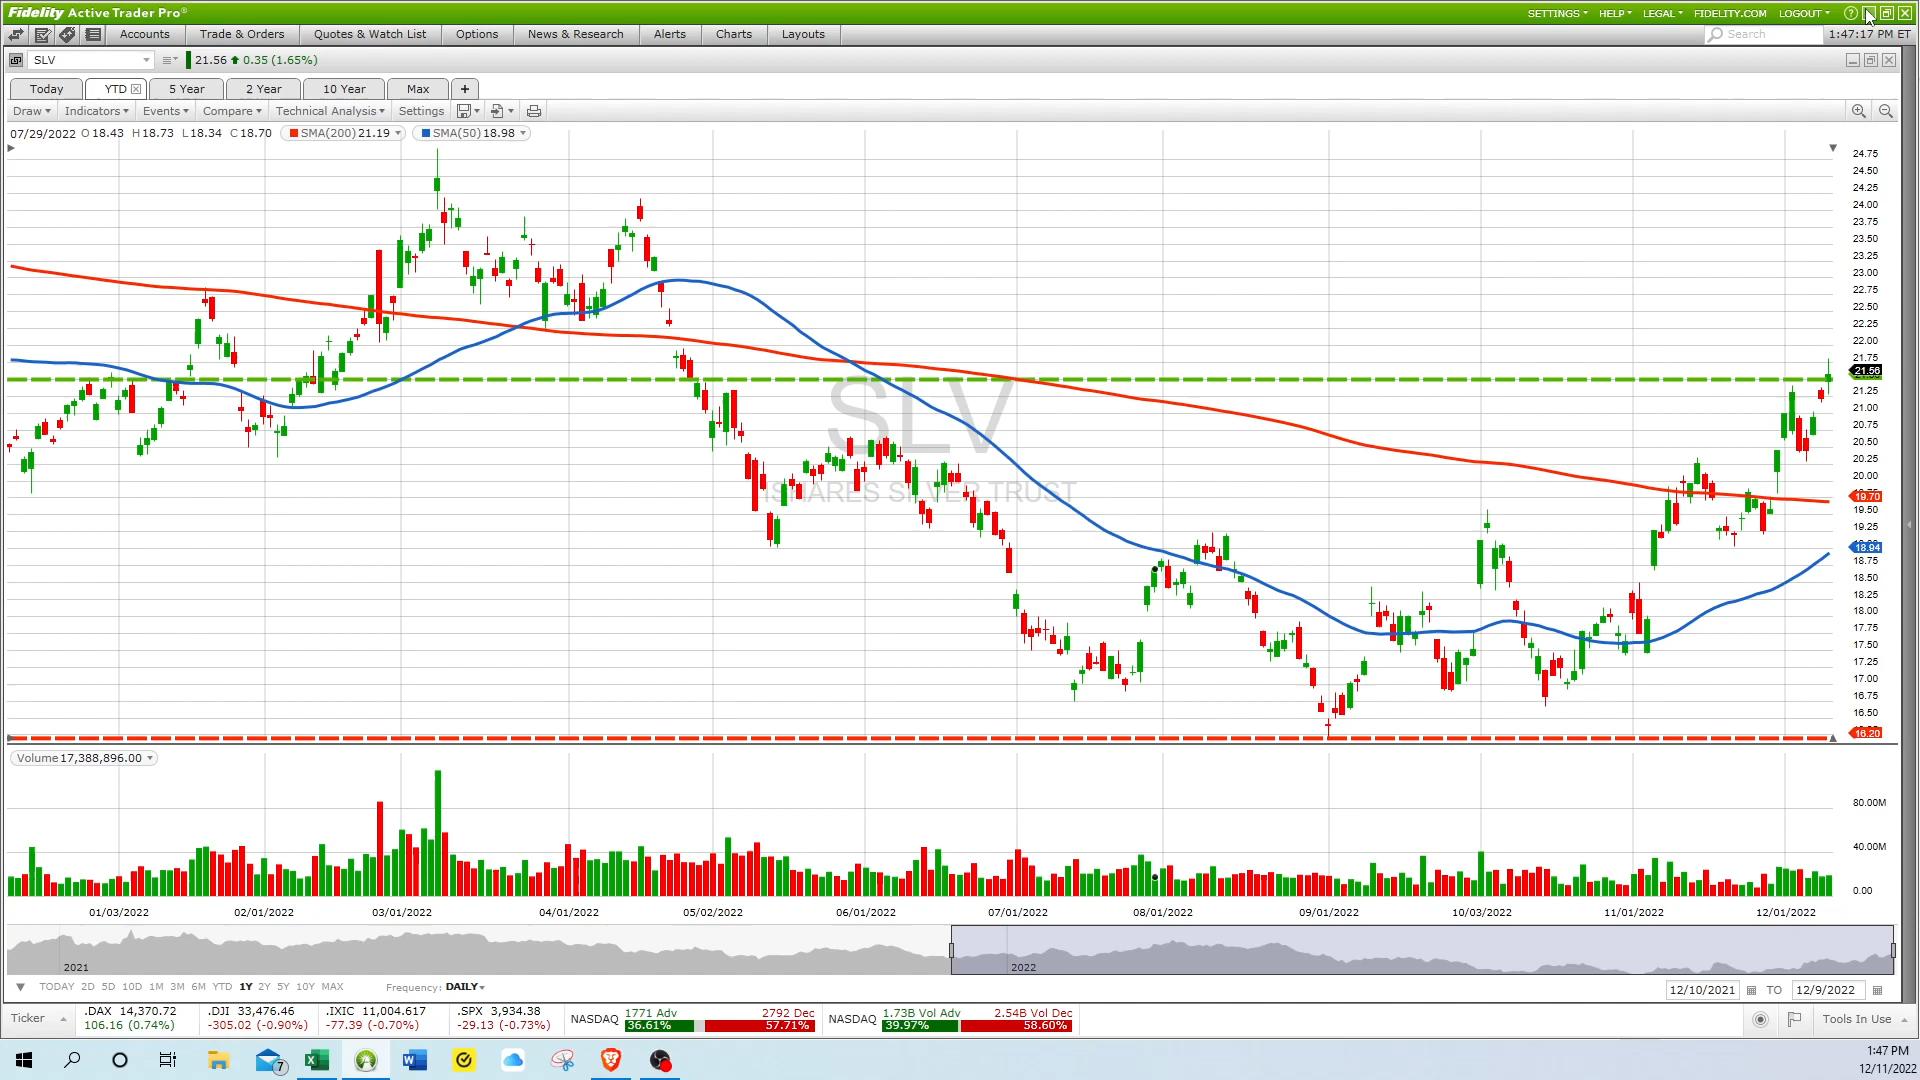 Fidelity Active Trader Pro®
SETTINGS HELP LEGAL FIDELITY.COM LOGOUT ?
Accounts Trade & Orders Quotes & Watch List Options News & Research Alerts Charts Layouts Search 1:47:17 PM ET
SLV 21.56 0.35 (1.65%)
Today YTD 5 Year 2 Year 10 Year Max +
Draw Indicators Events Compare Technical Analysis Settings
07/29/2022 O 18.43 H 18.73 L 18.34 C 18.70 SMA(200) 21.19 SMA(50) 18.98
24.75
24.50
24.25
24.00
23.75
23.50
23.25
23.00
22.75
22.50
22.25
22.00
21.75
21.56
21.25
21.00
20.75
20.50
20.25
20.00
19.70
19.50
19.25
18.94
18.75
18.50
18.25
18.00
17.75
17.50
17.25
17.00
16.75
16.50
16.20
SLV
ISHARES SILVER TRUST
Volume 17,388,896.00
80.00M
40.00M
0.00
01/03/2022 02/01/2022 03/01/2022 04/01/2022 05/02/2022 06/01/2022 07/01/2022 08/01/2022 09/01/2022 10/03/2022 11/01/2022 12/01/2022
2021 2022
TODAY 2D 5D 10D 1M 3M 6M YTD 1Y 2Y 5Y 10Y MAX Frequency: DAILY 12/10/2021 TO 12/9/2022
Ticker .DAX 14,370.72 .DJI 33,476.46 .IXIC 11,004.617 .SPX 3,934.38 NASDAQ 1771 Adv 2792 Dec NASDAQ 1.73B Vol Adv 2.54B Vol Dec Tools In Use
106.16 (0.74%) -305.02 (-0.90%) -77.39 (-0.70%) -29.13 (-0.73%) 36.61% 57.71% 39.97% 58.60%
7
1:47 PM
12/11/2022